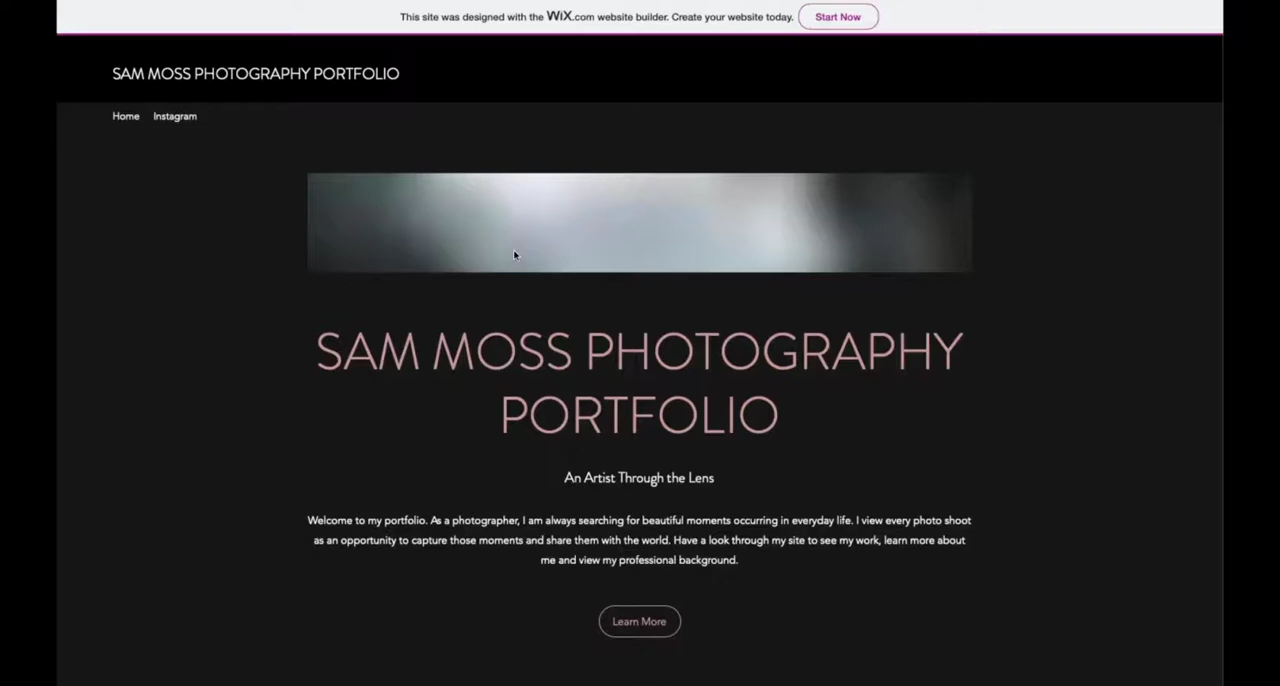 This site was designed with the WiX.com website builder. Create your website today. Start Now
SAM MOSS PHOTOGRAPHY PORTFOLIO
Home Instagram
SAM MOSS PHOTOGRAPHY
PORTFOLIO
An Artist Through the Lens
Welcome to my portfolio. As a photographer, I am always searching for beautiful moments occurring in everyday life. I view every photo shoot
as an opportunity to capture those moments and share them with the world. Have a look through my site to see my work, learn more about
me and view my professional background.
Learn More